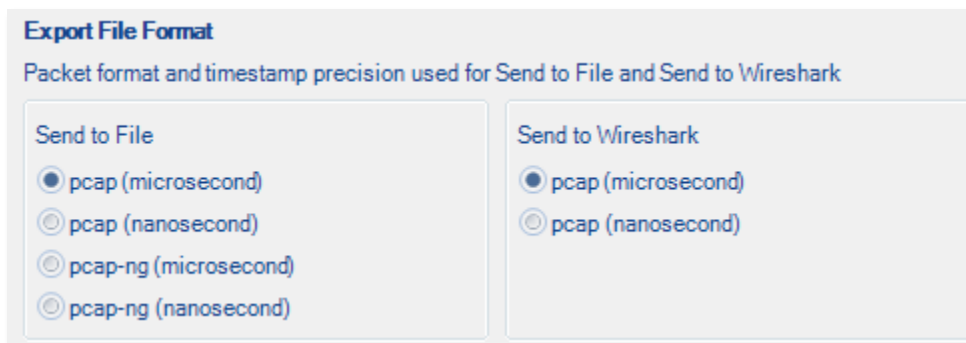 Export File Format
Packet format and timestamp precision used for Send to File and Send to Wireshark
Send to File
pcap (microsecond)
pcap (nanosecond)
pcap-ng (microsecond)
pcap-ng (nanosecond)
Send to Wireshark
pcap (microsecond)
pcap (nanosecond)